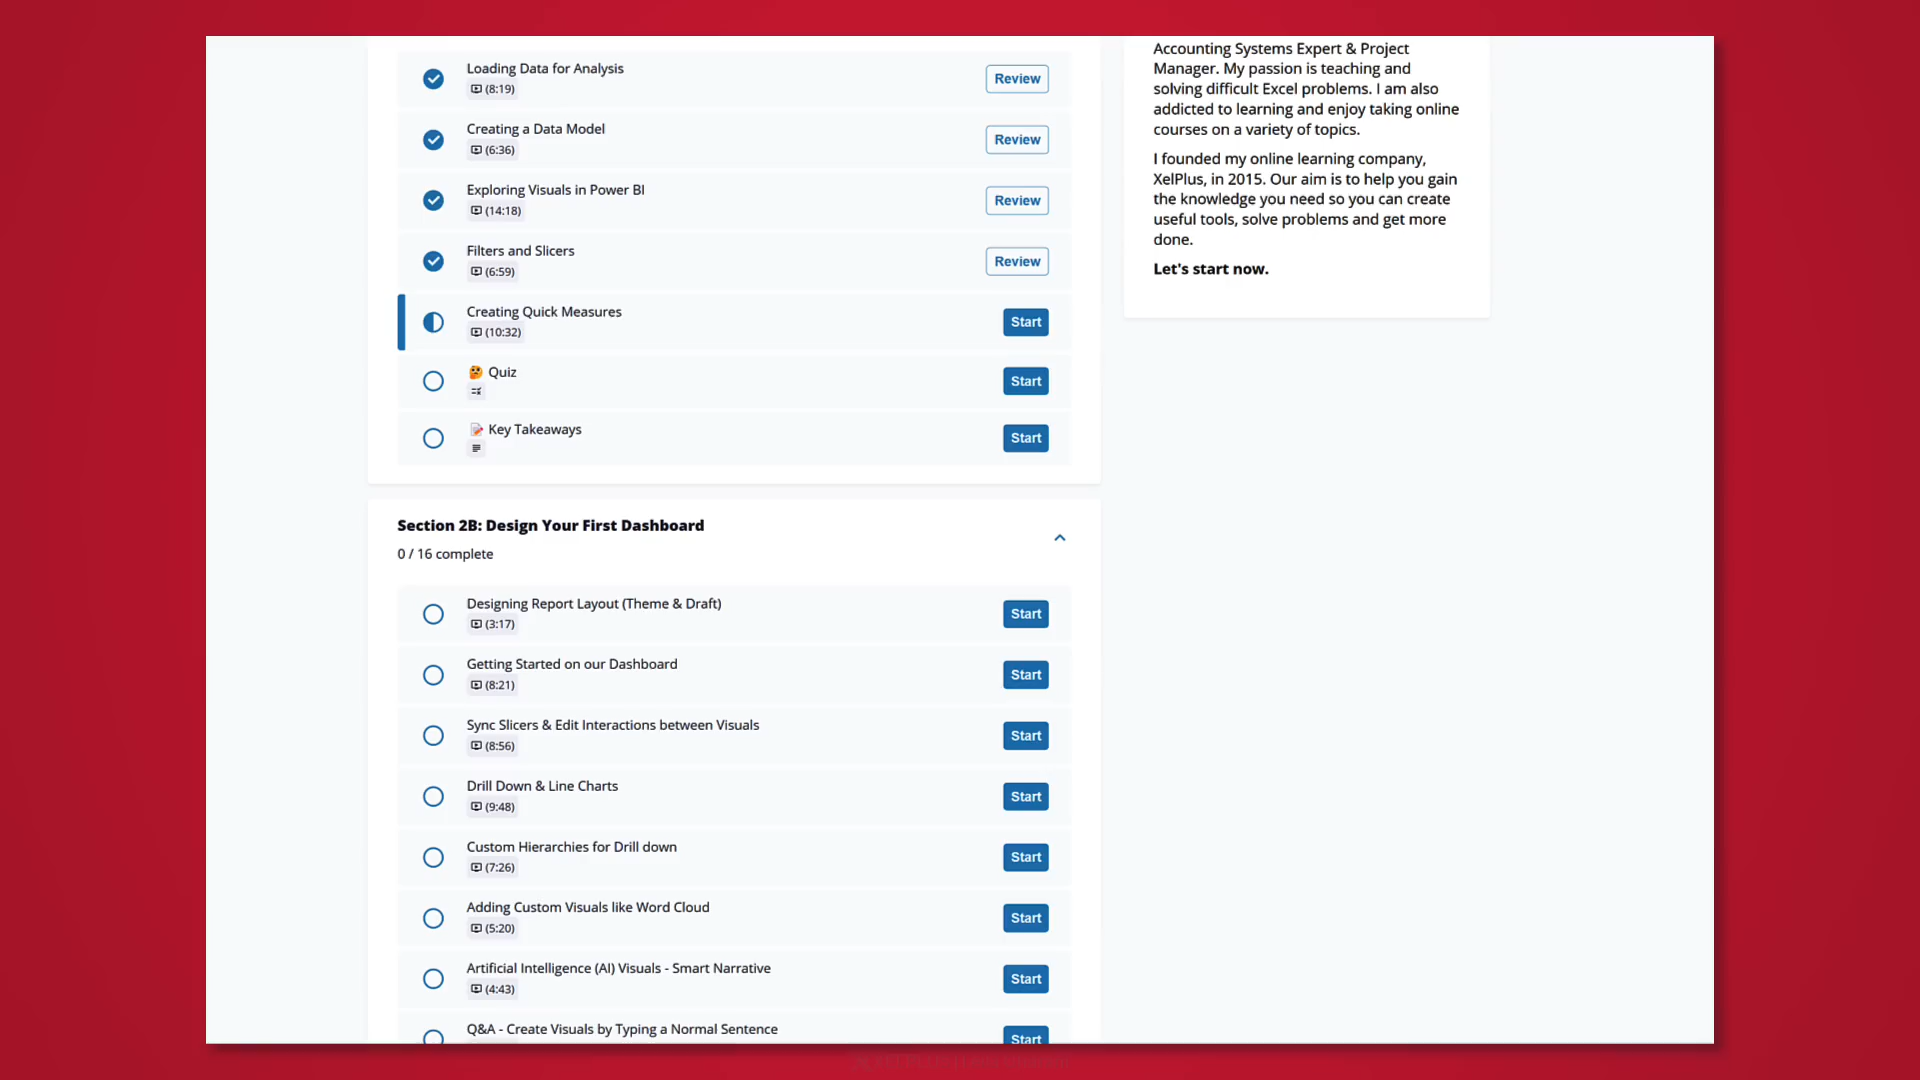 Loading Data for Analysis
(8:19)
Review
Creating a Data Model
(6:36)
Review
Exploring Visuals in Power BI
(14:18)
Review
Filters and Slicers
(6:59)
Review
Creating Quick Measures
(10:32)
Start
🤔 Quiz
Start
📝 Key Takeaways
Start
Section 2B: Design Your First Dashboard
0 / 16 complete
Designing Report Layout (Theme & Draft)
(3:17)
Start
Getting Started on our Dashboard
(8:21)
Start
Sync Slicers & Edit Interactions between Visuals
(8:56)
Start
Drill Down & Line Charts
(9:48)
Start
Custom Hierarchies for Drill down
(7:26)
Start
Adding Custom Visuals like Word Cloud
(5:20)
Start
Artificial Intelligence (AI) Visuals - Smart Narrative
(4:43)
Start
Q&A - Create Visuals by Typing a Normal Sentence
Start
Accounting Systems Expert & Project
Manager. My passion is teaching and
solving difficult Excel problems. I am also
addicted to learning and enjoy taking online
courses on a variety of topics.
I founded my online learning company,
XelPlus, in 2015. Our aim is to help you gain
the knowledge you need so you can create
useful tools, solve problems and get more
done.
Let's start now.